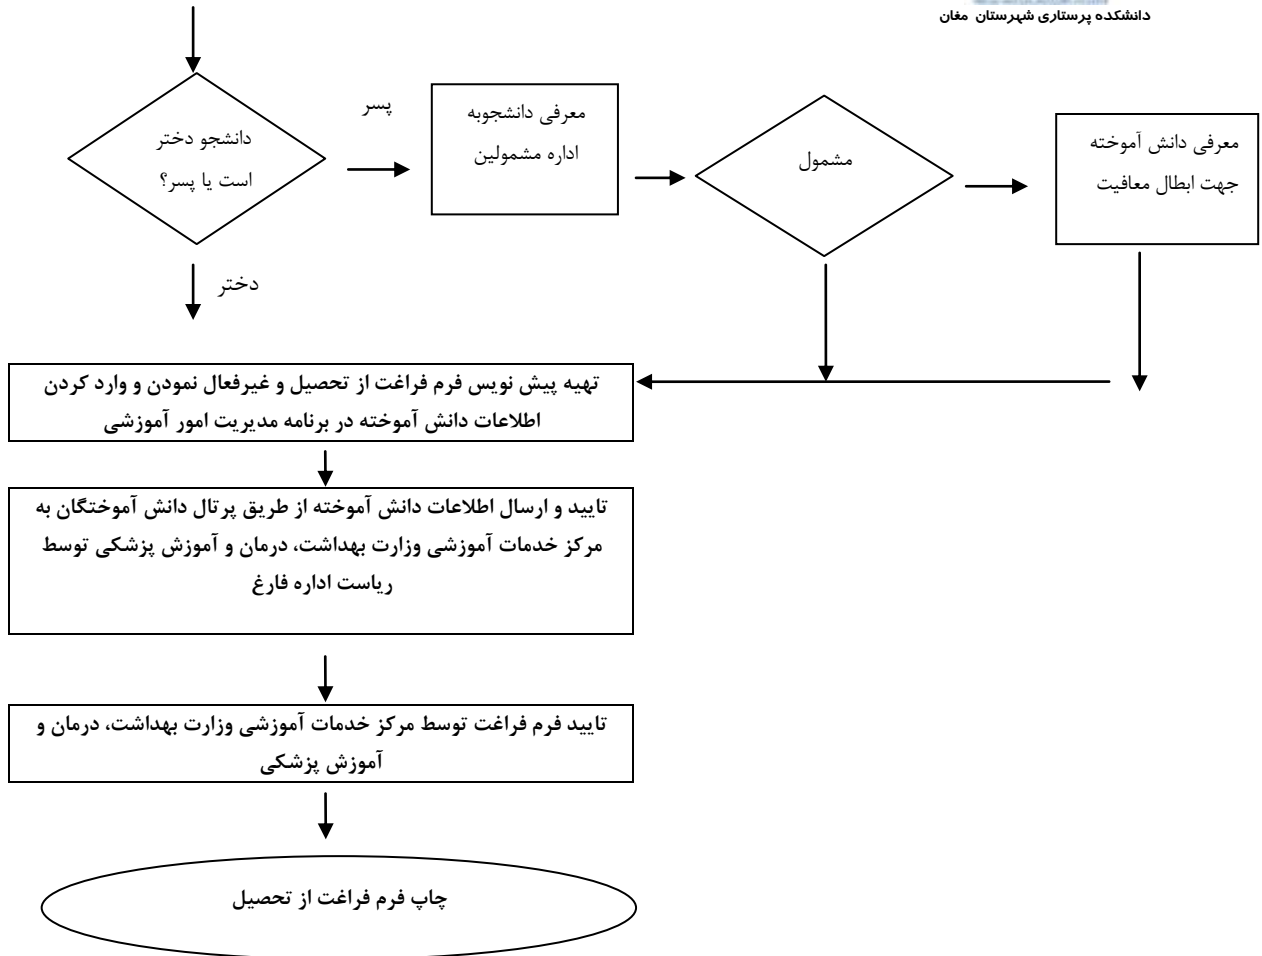 دانشکده پرستاری شهرستان مغان
دانشجو دختر
است یا پسر؟
پسر
معرفی دانشجوبه
اداره مشمولین
مشمول
معرفی دانش آموخته
جهت ابطال معافیت
دختر
تهیه پیش نویس فرم فراغت از تحصیل و غیرفعال نمودن و وارد کردن
اطلاعات دانش آموخته در برنامه مدیریت امور آموزشی
تایید و ارسال اطلاعات دانش آموخته از طریق پرتال دانش آموختگان به
مرکز خدمات آموزشی وزارت بهداشت، درمان و آموزش پزشکی توسط
ریاست اداره فارغ
تایید فرم فراغت توسط مرکز خدمات آموزشی وزارت بهداشت، درمان و
آموزش پزشکی
چاپ فرم فراغت از تحصیل